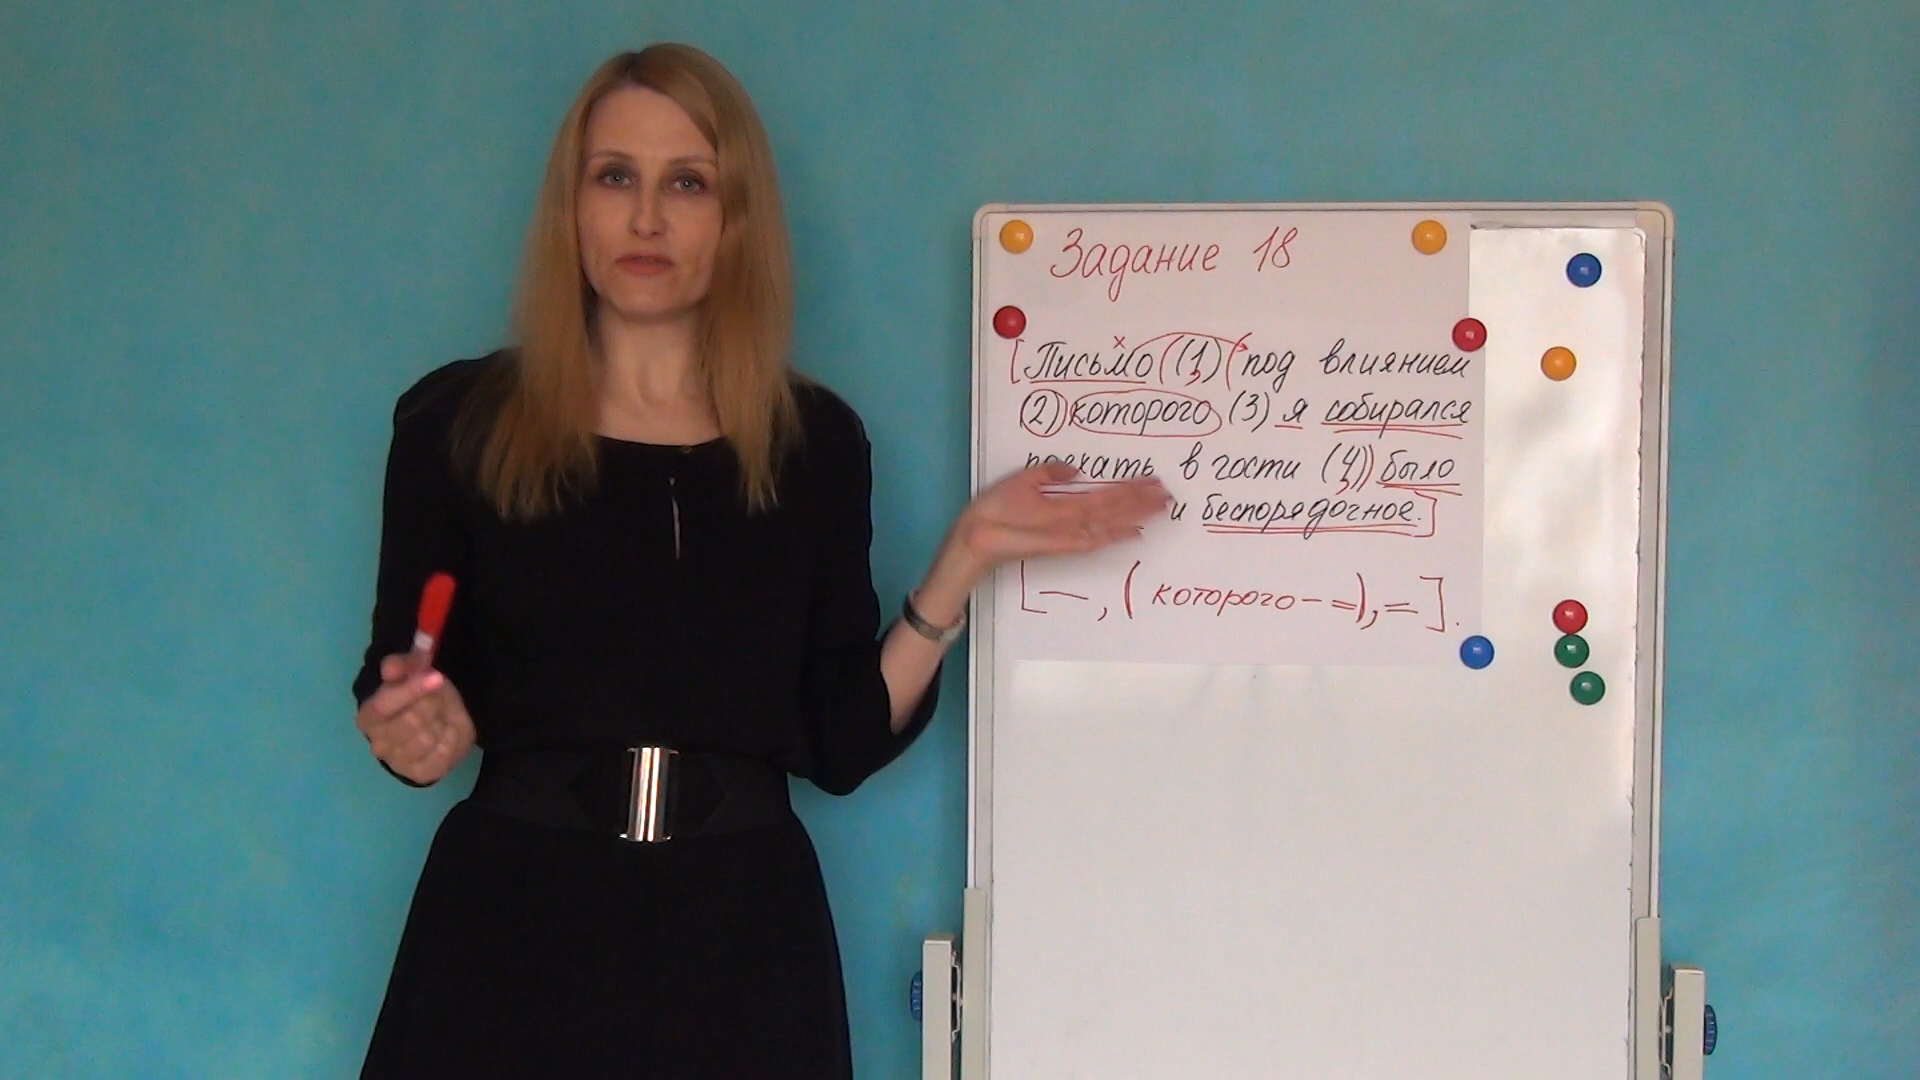 Задание 18
[Письмо (1) (под влиянием
(2) которого (3) я собирался
поехать в гости (4)) было
и беспорядочное.]
[—, (которого – =), =].